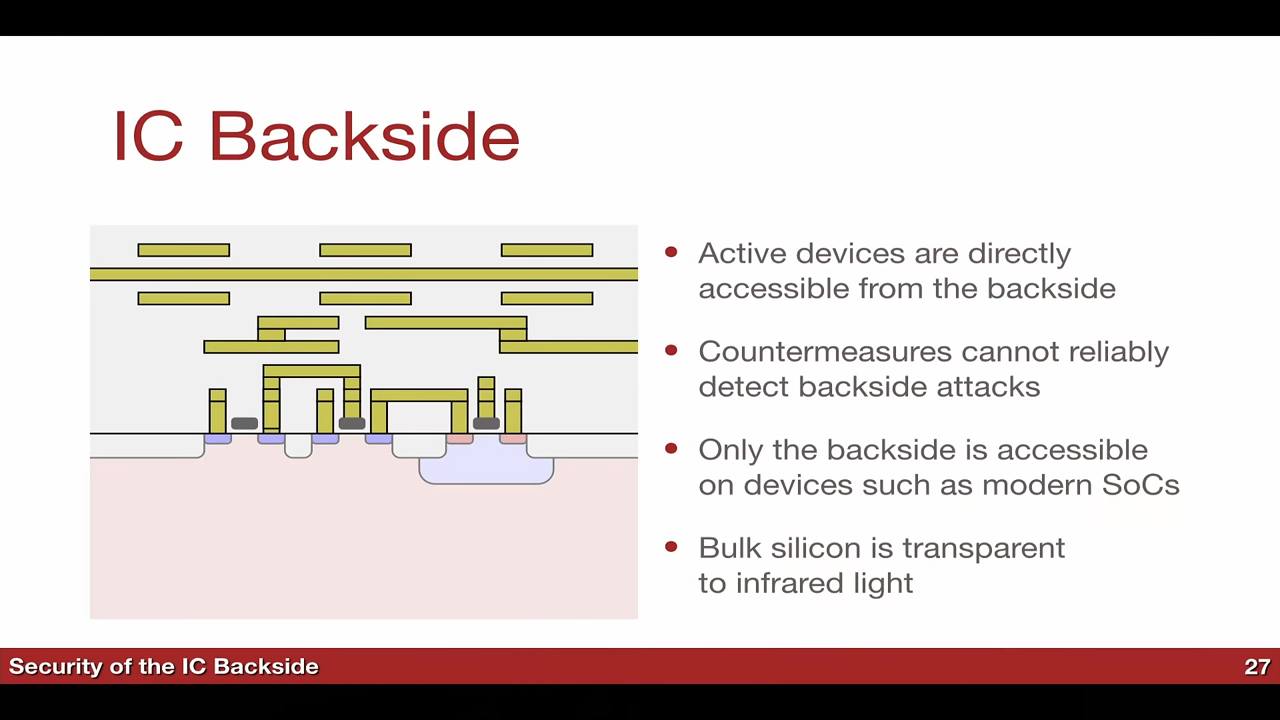 IC Backside
Active devices are directly
accessible from the backside
Countermeasures cannot reliably
detect backside attacks
Only the backside is accessible
on devices such as modern SoCs
Bulk silicon is transparent
to infrared light
Security of the IC Backside
27